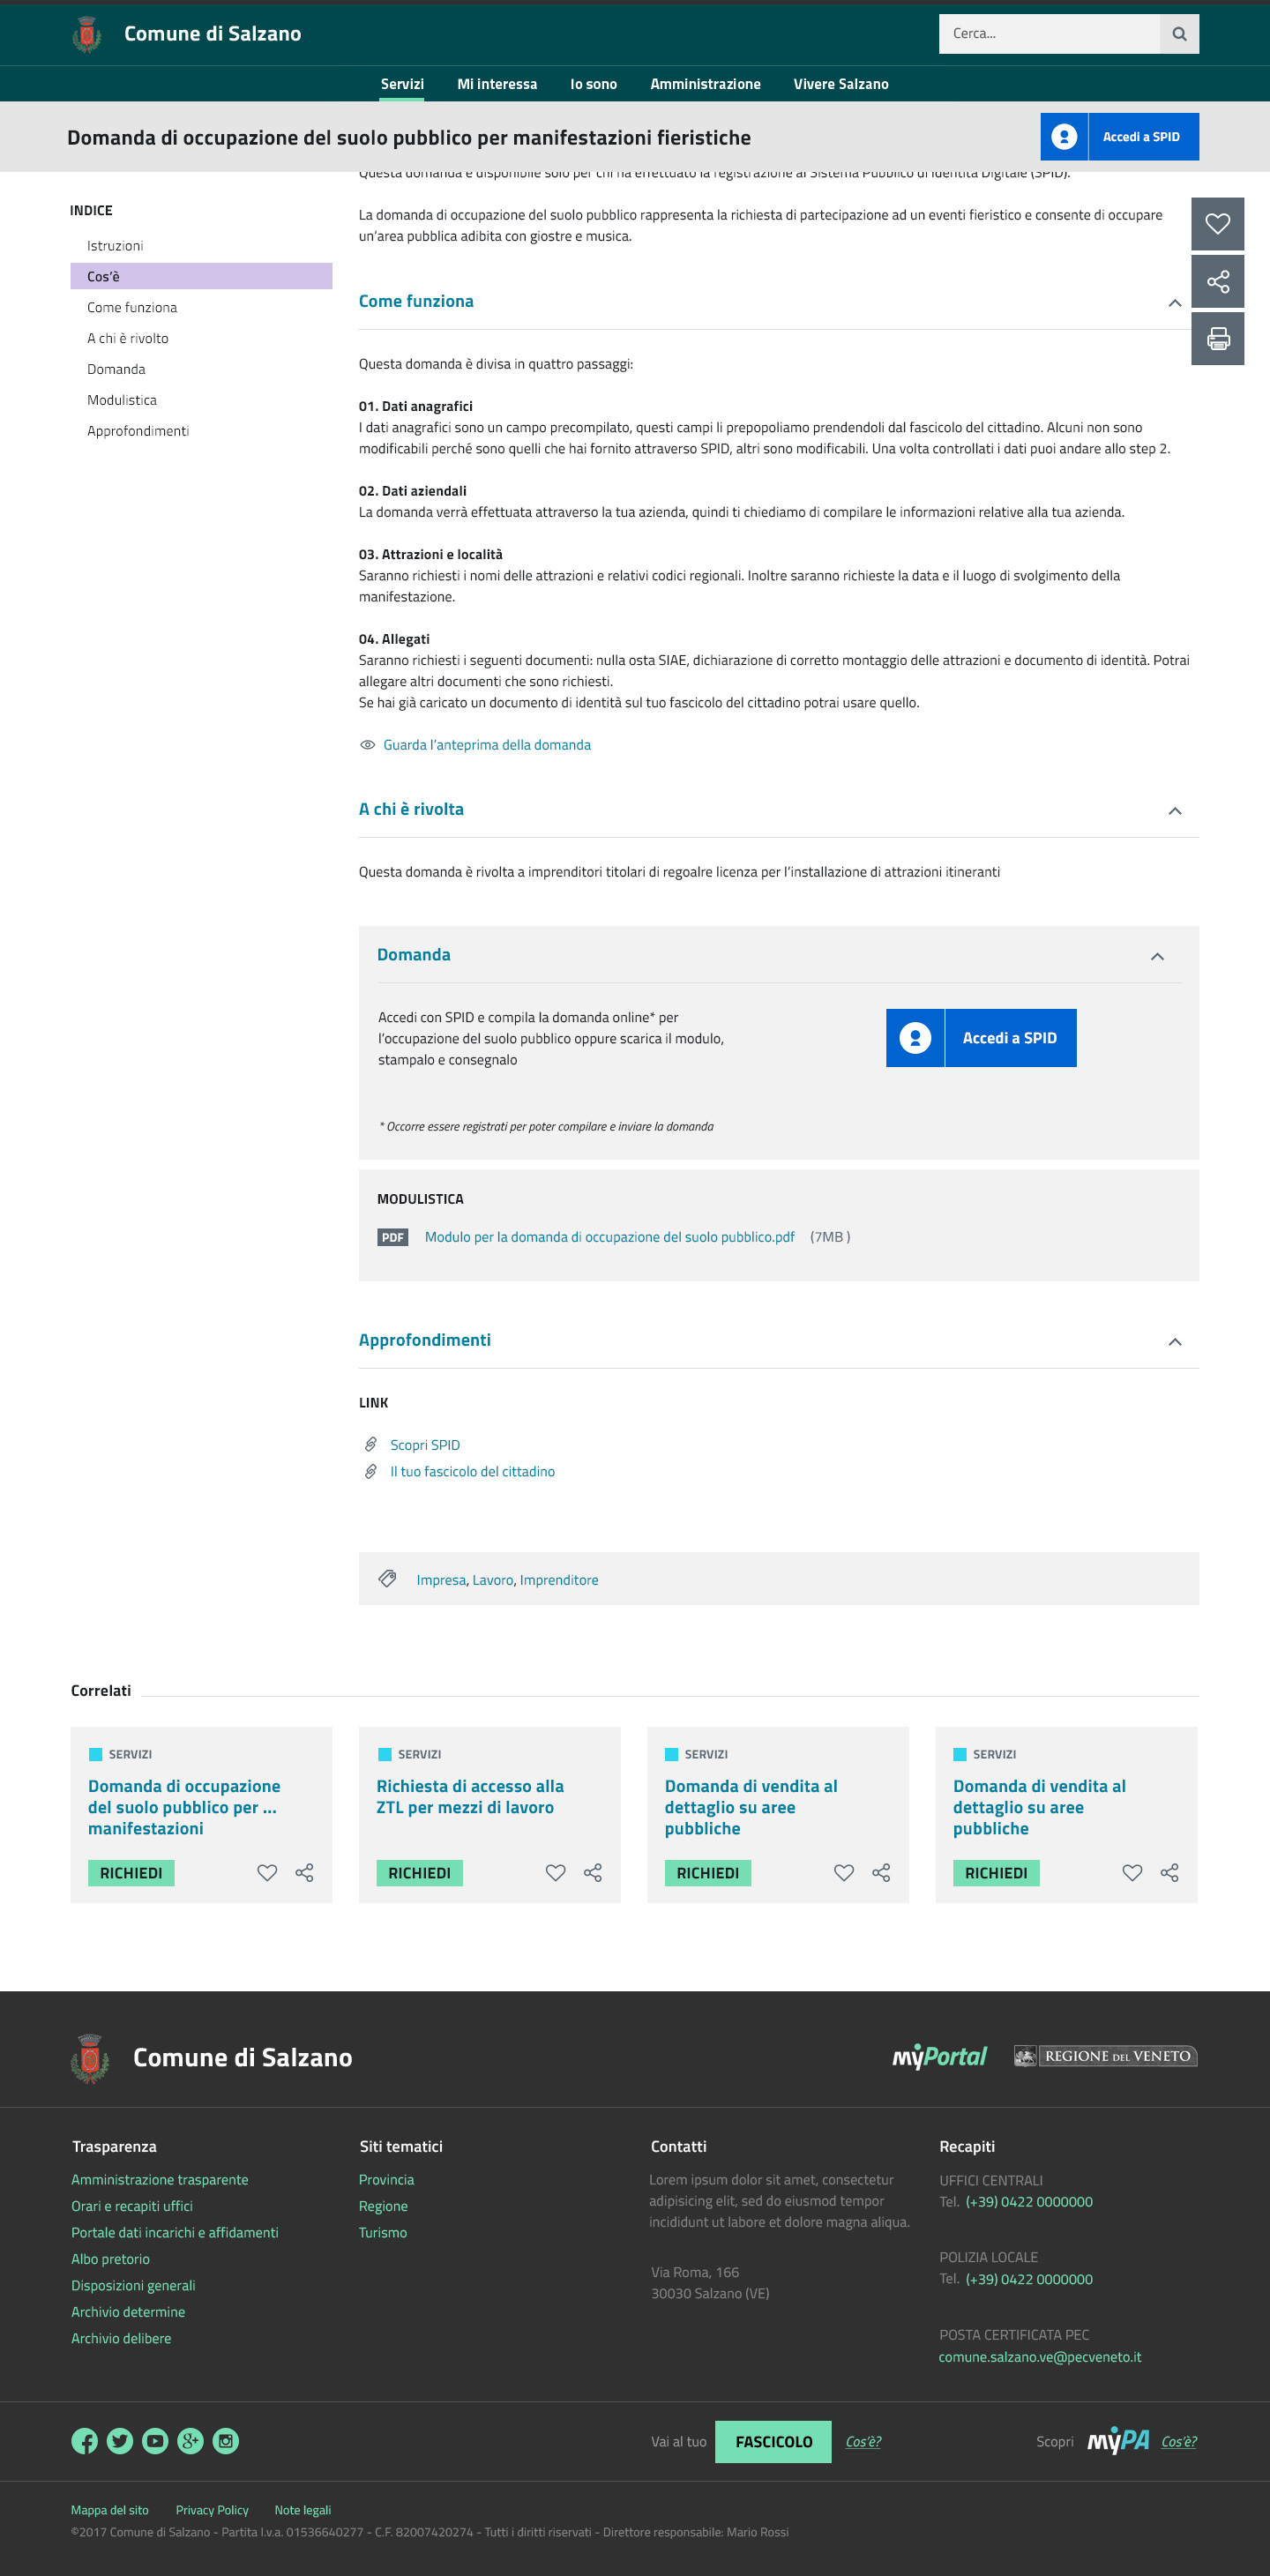 Comune di Salzano
Cerca...
Servizi
Mi interessa
Io sono
Amministrazione
Vivere Salzano
Domanda di occupazione del suolo pubblico per manifestazioni fieristiche
Accedi a SPID
Questa domanda è disponibile solo per chi ha effettuato la registrazione al Sistema Pubblico di Identità Digitale (SPID).
INDICE
Istruzioni
Cos'è
Come funziona
A chi è rivolto
Domanda
Modulistica
Approfondimenti
La domanda di occupazione del suolo pubblico rappresenta la richiesta di partecipazione ad un eventi fieristico e consente di occupare
un'area pubblica adibita con giostre e musica.
Come funziona
Questa domanda è divisa in quattro passaggi:
01. Dati anagrafici
I dati anagrafici sono un campo precompilato, questi campi li prepopoliamo prendendoli dal fascicolo del cittadino. Alcuni non sono
modificabili perché sono quelli che hai fornito attraverso SPID, altri sono modificabili. Una volta controllati i dati puoi andare allo step 2.
02. Dati aziendali
La domanda verrà effettuata attraverso la tua azienda, quindi ti chiediamo di compilare le informazioni relative alla tua azienda.
03. Attrazioni e località
Saranno richiesti i nomi delle attrazioni e relativi codici regionali. Inoltre saranno richieste la data e il luogo di svolgimento della
manifestazione.
04. Allegati
Saranno richiesti i seguenti documenti: nulla osta SIAE, dichiarazione di corretto montaggio delle attrazioni e documento di identità. Potrai
allegare altri documenti che sono richiesti.
Se hai già caricato un documento di identità sul tuo fascicolo del cittadino potrai usare quello.
Guarda l'anteprima della domanda
A chi è rivolta
Questa domanda è rivolta a imprenditori titolari di regoalre licenza per l'installazione di attrazioni itineranti
Domanda
Accedi con SPID e compila la domanda online* per
l'occupazione del suolo pubblico oppure scarica il modulo,
stampalo e consegnalo
Accedi a SPID
* Occorre essere registrati per poter compilare e inviare la domanda
MODULISTICA
PDF Modulo per la domanda di occupazione del suolo pubblico.pdf (7MB )
Approfondimenti
LINK
Scopri SPID
Il tuo fascicolo del cittadino
Impresa, Lavoro, Imprenditore
Correlati
SERVIZI
Domanda di occupazione
del suolo pubblico per ...
manifestazioni
RICHIEDI
SERVIZI
Richiesta di accesso alla
ZTL per mezzi di lavoro
RICHIEDI
SERVIZI
Domanda di vendita al
dettaglio su aree
pubbliche
RICHIEDI
SERVIZI
Domanda di vendita al
dettaglio su aree
pubbliche
RICHIEDI
Comune di Salzano
myPortal
REGIONE DEL VENETO
Trasparenza
Amministrazione trasparente
Orari e recapiti uffici
Portale dati incarichi e affidamenti
Albo pretorio
Disposizioni generali
Archivio determine
Archivio delibere
Siti tematici
Provincia
Regione
Turismo
Contatti
Lorem ipsum dolor sit amet, consectetur
adipisicing elit, sed do eiusmod tempor
incididunt ut labore et dolore magna aliqua.
Via Roma, 166
30030 Salzano (VE)
Recapiti
UFFICI CENTRALI
Tel. (+39) 0422 0000000
POLIZIA LOCALE
Tel. (+39) 0422 0000000
POSTA CERTIFICATA PEC
comune.salzano.ve@pecveneto.it
Vai al tuo FASCICOLO Cos'è?
Scopri myPA Cos'è?
Mappa del sito
Privacy Policy
Note legali
©2017 Comune di Salzano - Partita I.v.a. 01536640277 - C.F. 82007420274 - Tutti i diritti riservati - Direttore responsabile: Mario Rossi